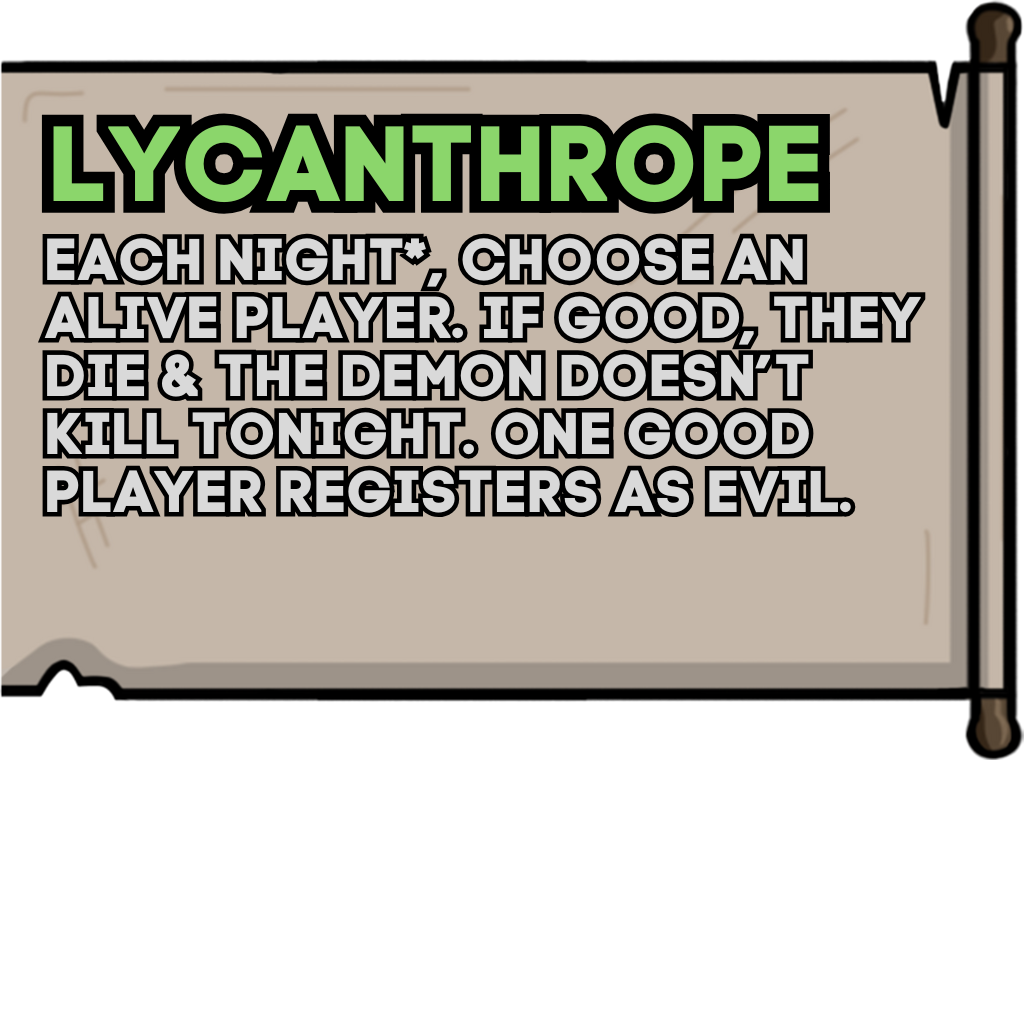 LYCANTHROPE
EACH NIGHT*, CHOOSE AN
ALIVE PLAYER. IF GOOD, THEY
DIE & THE DEMON DOESN’T
KILL TONIGHT. ONE GOOD
PLAYER REGISTERS AS EVIL.